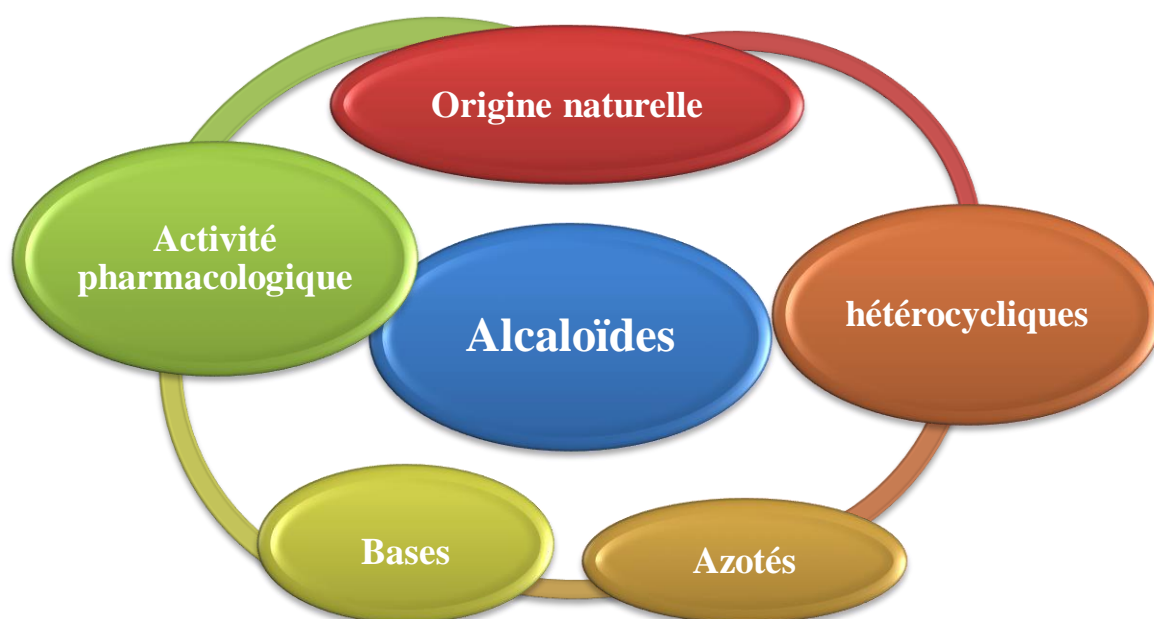 Origine naturelle
Activité
pharmacologique
hétérocycliques
Alcaloïdes
Bases
Azotés